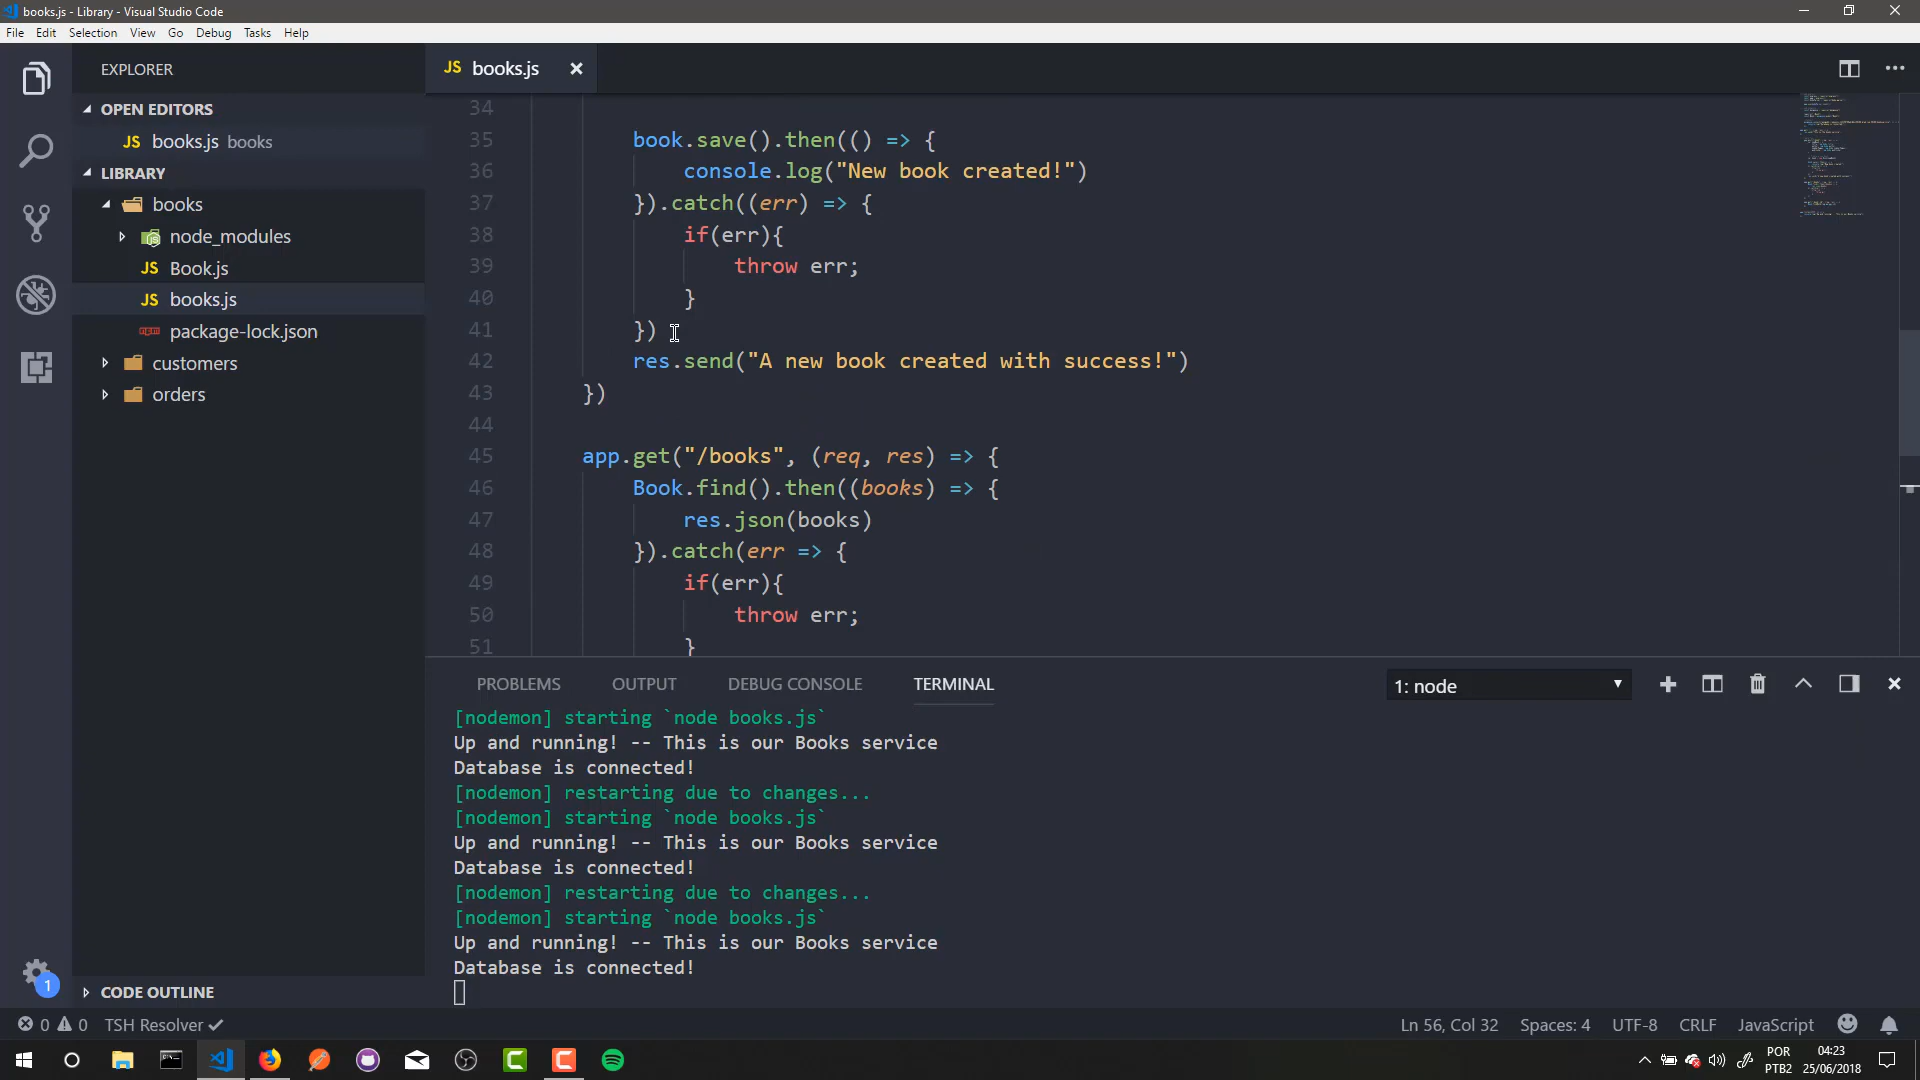 books.js - Library - Visual Studio Code
File Edit Selection View Go Debug Tasks Help
EXPLORER
OPEN EDITORS
JS books.js books
LIBRARY
books
node_modules
JS Book.js
JS books.js
package-lock.json
customers
orders
CODE OUTLINE
JS books.js
34
35 book.save().then(() => {
36 console.log("New book created!")
37 }).catch((err) => {
38 if(err){
39 throw err;
40 }
41 })
42 res.send("A new book created with success!")
43 })
44
45 app.get("/books", (req, res) => {
46 Book.find().then((books) => {
47 res.json(books)
48 }).catch(err => {
49 if(err){
50 throw err;
51 }
PROBLEMS OUTPUT DEBUG CONSOLE TERMINAL 1: node
[nodemon] starting `node books.js`
Up and running! -- This is our Books service
Database is connected!
[nodemon] restarting due to changes...
[nodemon] starting `node books.js`
Up and running! -- This is our Books service
Database is connected!
[nodemon] restarting due to changes...
[nodemon] starting `node books.js`
Up and running! -- This is our Books service
Database is connected!
1
0 0 TSH Resolver Ln 56, Col 32 Spaces: 4 UTF-8 CRLF JavaScript
POR
PTB2
04:23
25/06/2018